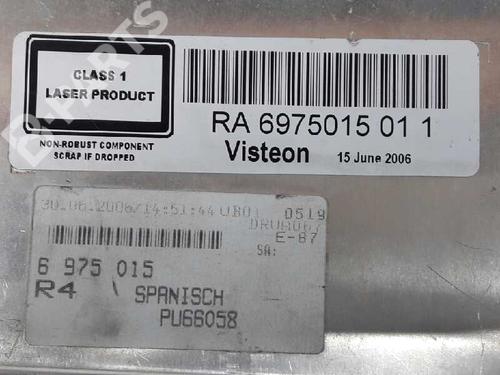 CLASS 1
LASER PRODUCT
NON-ROBUST COMPONENT
SCRAP IF DROPPED
RA 6975015 01 1
Visteon 15 June 2006
30.06.2006/14:51:44 UB01 0519
E-87
6 975 015 SA:
R4 SPANISCH
PU66058